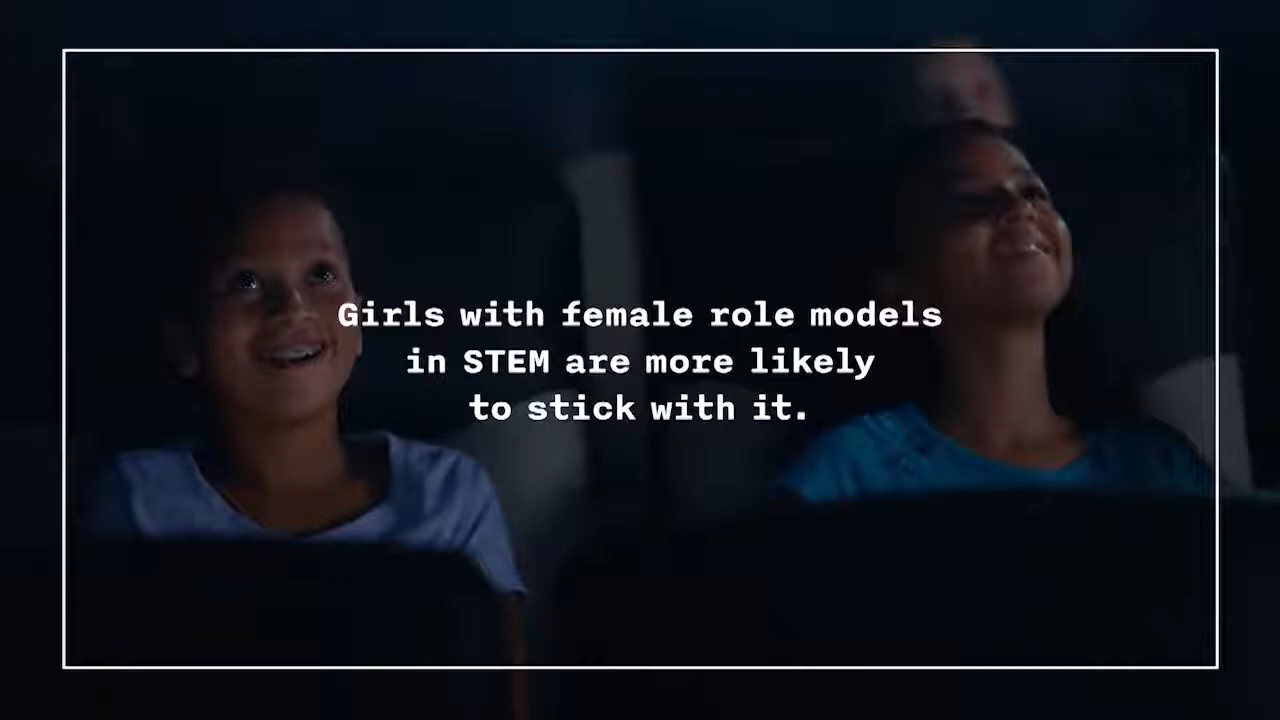 Girls with female role models
in STEM are more likely
to stick with it.